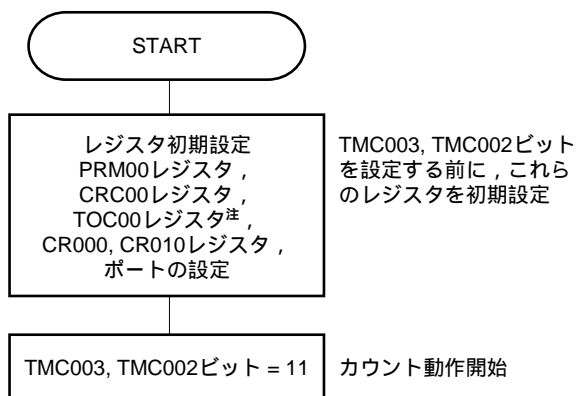 START
レジスタ初期設定
PRM00レジスタ，
CRC00レジスタ，
TOC00レジスタ注，
CR000, CR010レジスタ，
ポートの設定
TMC003, TMC002ビット
を設定する前に，これら
のレジスタを初期設定
TMC003, TMC002ビット = 11
カウント動作開始